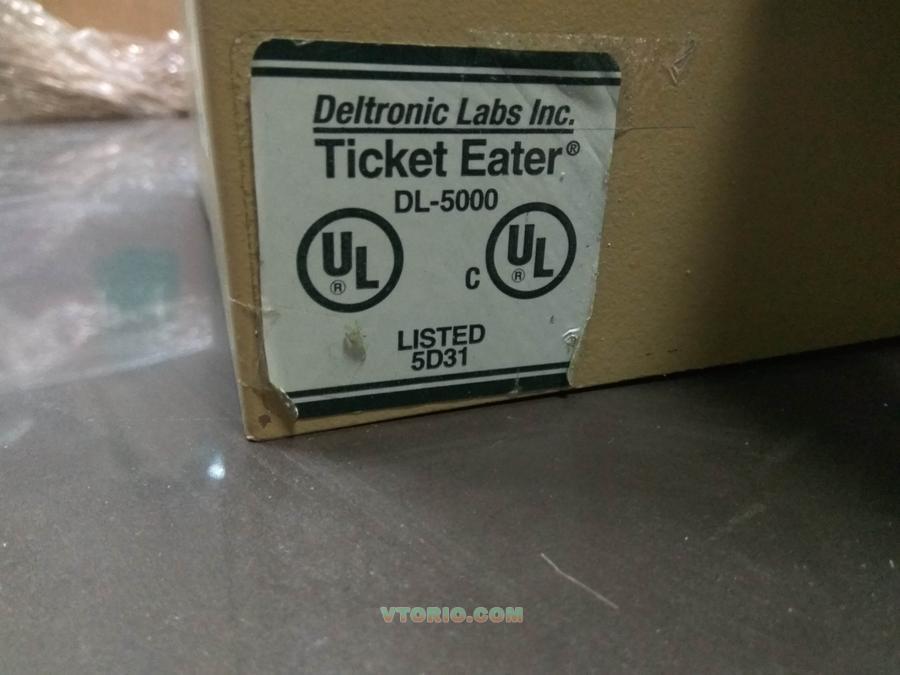 Deltronic Labs Inc.
Ticket Eater®
DL-5000
UL® C UL®
LISTED
5D31
VTORIO.COM